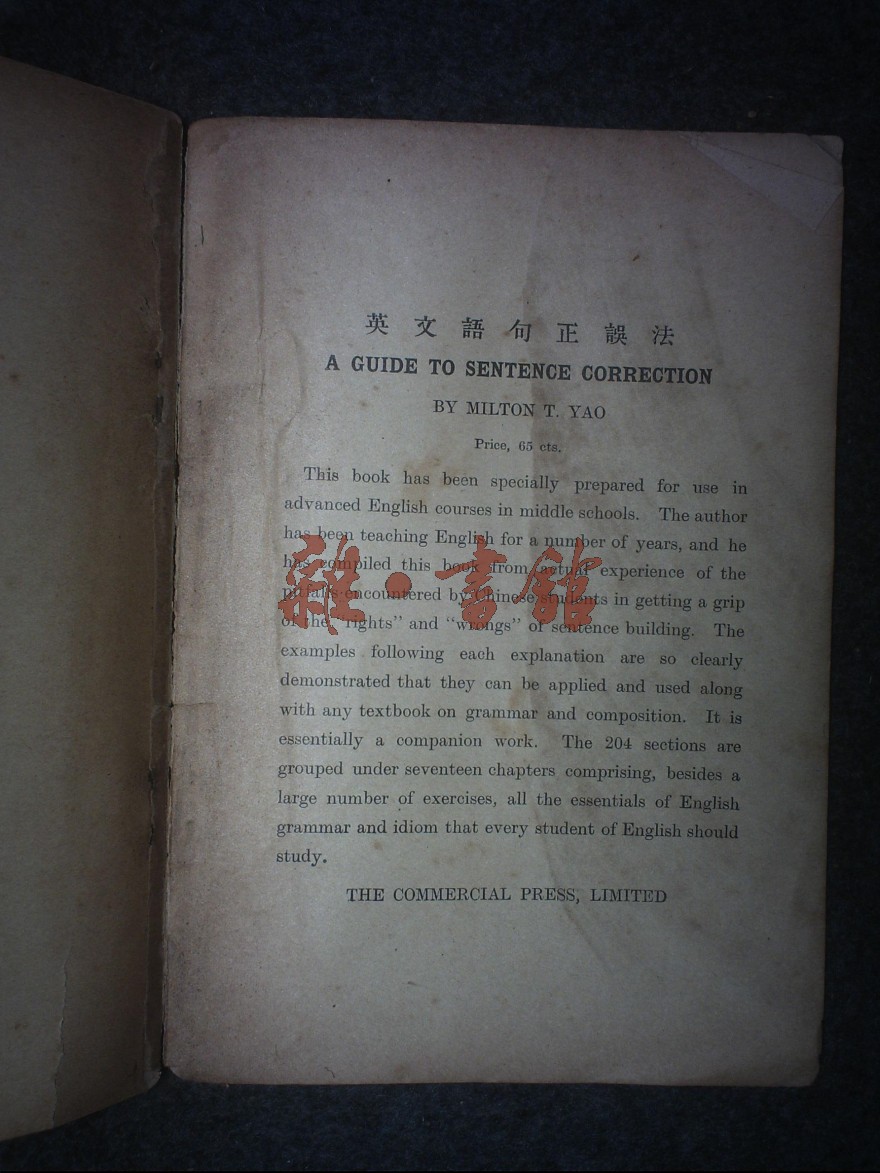 英文語句正誤法
A GUIDE TO SENTENCE CORRECTION
BY MILTON T. YAO
Price, 65 cts.
This book has been specially prepared for use in
advanced English courses in middle schools. The author
has been teaching English for a number of years, and he
has compiled this book from actual experience of the
pitfalls encountered by Chinese students in getting a grip
of the "rights" and "wrongs" of sentence building. The
examples following each explanation are so clearly
demonstrated that they can be applied and used along
with any textbook on grammar and composition. It is
essentially a companion work. The 204 sections are
grouped under seventeen chapters comprising, besides a
large number of exercises, all the essentials of English
grammar and idiom that every student of English should
study.
THE COMMERCIAL PRESS, LIMITED
雜·書館